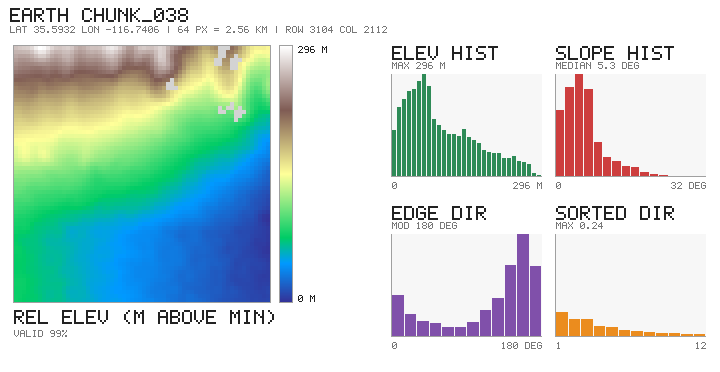 EARTH CHUNK_038
LAT 35.5932 LON -116.7406 | 64 PX = 2.56 KM | ROW 3104 COL 2112
296 M
0 M
REL ELEV (M ABOVE MIN)
VALID 99%
ELEV HIST
MAX 296 M
0 296 M
SLOPE HIST
MEDIAN 5.3 DEG
0 32 DEG
EDGE DIR
MOD 180 DEG
0 180 DEG
SORTED DIR
MAX 0.24
1 12